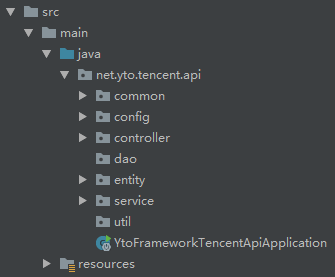 src
main
java
net.yto.tencent.api
common
config
controller
dao
entity
service
util
YtoFrameworkTencentApiApplication
resources